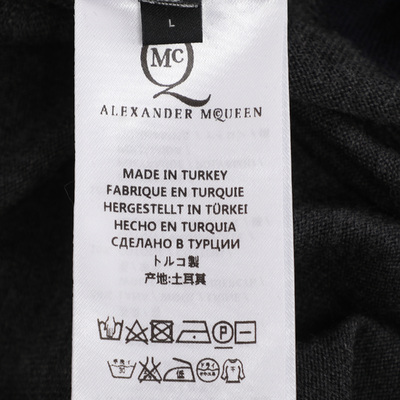 L
McQ
ALEXANDER McQUEEN
MADE IN TURKEY
FABRIQUE EN TURQUIE
HERGESTELLT IN TÜRKEI
HECHO EN TURQUIA
СДЕЛАНО В ТУРЦИИ
トルコ製
产地:土耳其
P